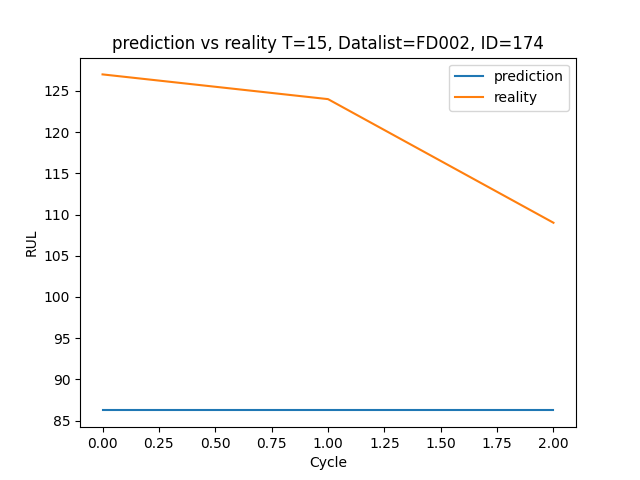 prediction vs reality T=15, Datalist=FD002, ID=174
prediction
reality
RUL
125
120
115
110
105
100
95
90
85
0.00 0.25 0.50 0.75 1.00 1.25 1.50 1.75 2.00
Cycle